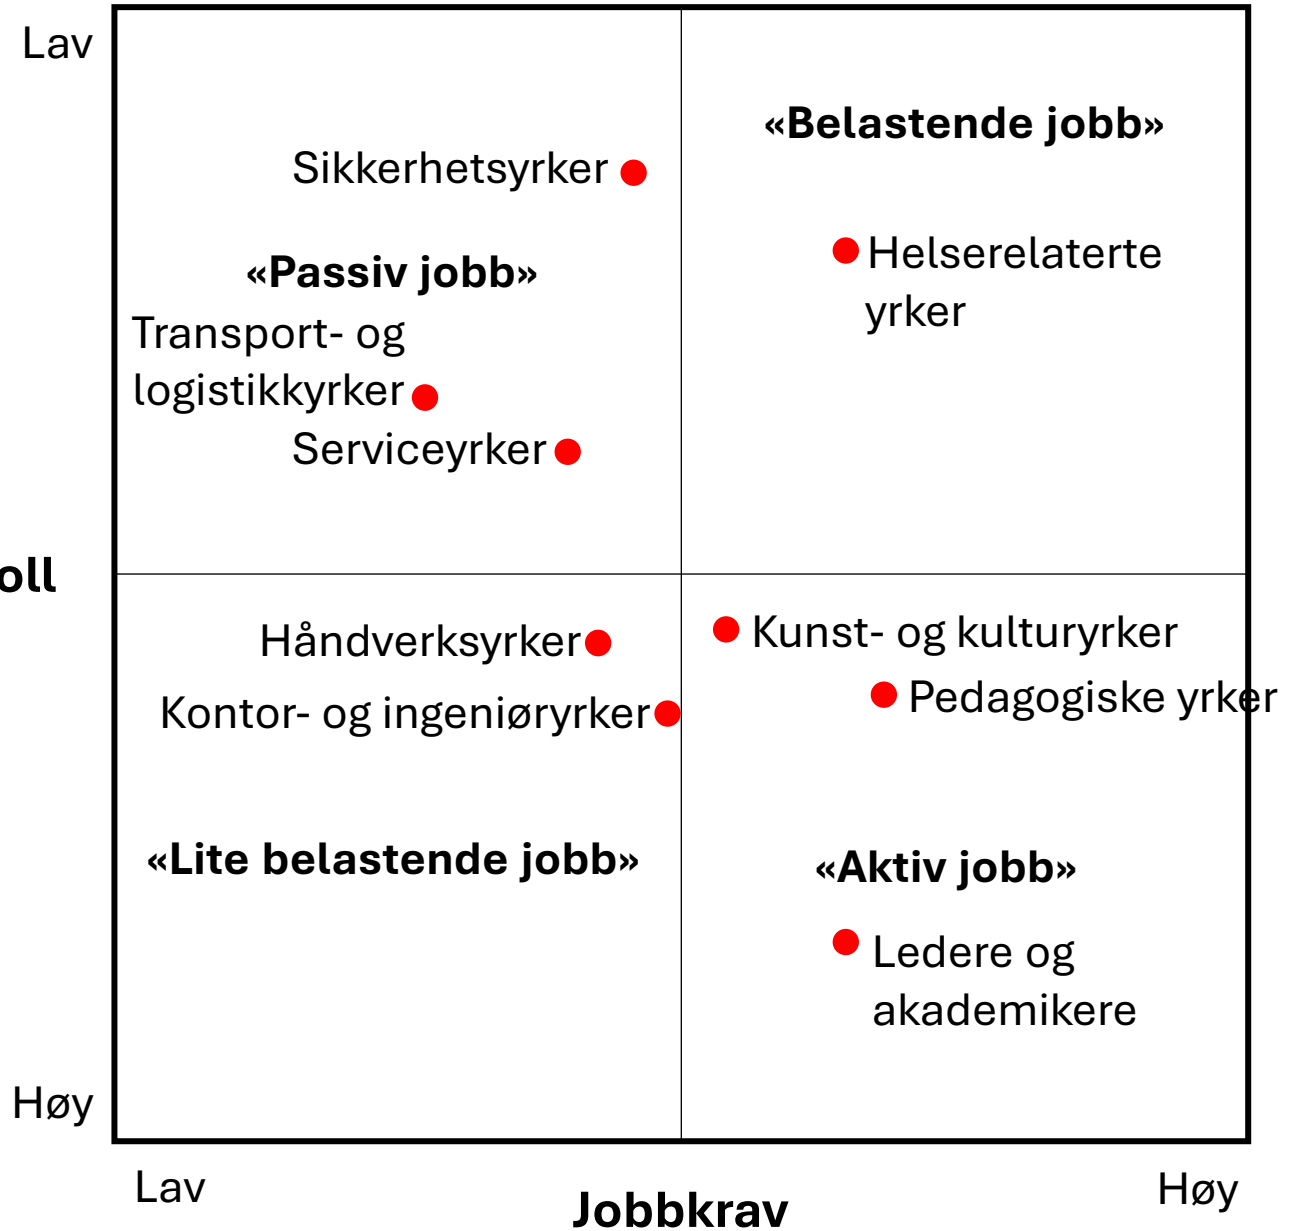 Lav
«Belastende jobb»
Sikkerhetsyrker
Helserelaterte
yrker
«Passiv jobb»
Transport- og
logistikkyrker
Serviceyrker
oll
Håndverksyrker
Kunst- og kulturyrker
Kontor- og ingeniøryrker
Pedagogiske yrker
«Lite belastende jobb»
«Aktiv jobb»
Ledere og
akademikere
Høy
Lav
Jobbkrav
Høy